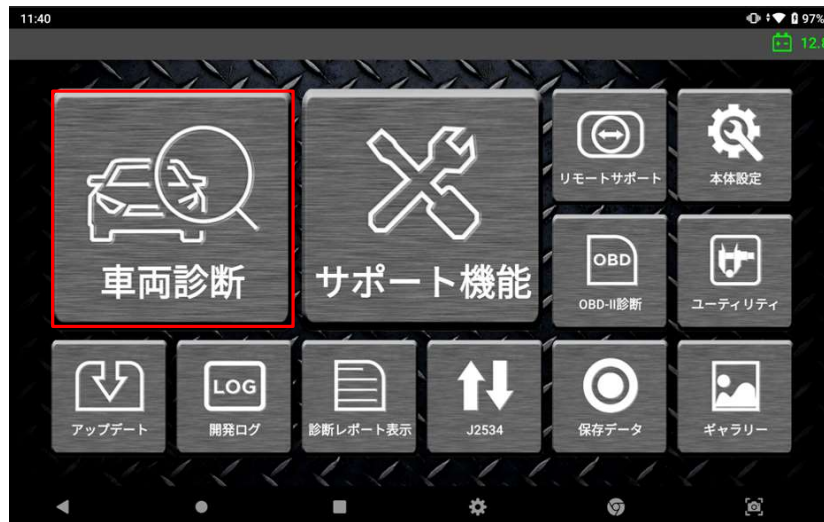 11:40
97%
12.8
車両診断
サポート機能
リモートサポート
本体設定
OBD
OBD-II診断
ユーティリティ
アップデート
LOG
開発ログ
診断レポート表示
J2534
保存データ
ギャラリー